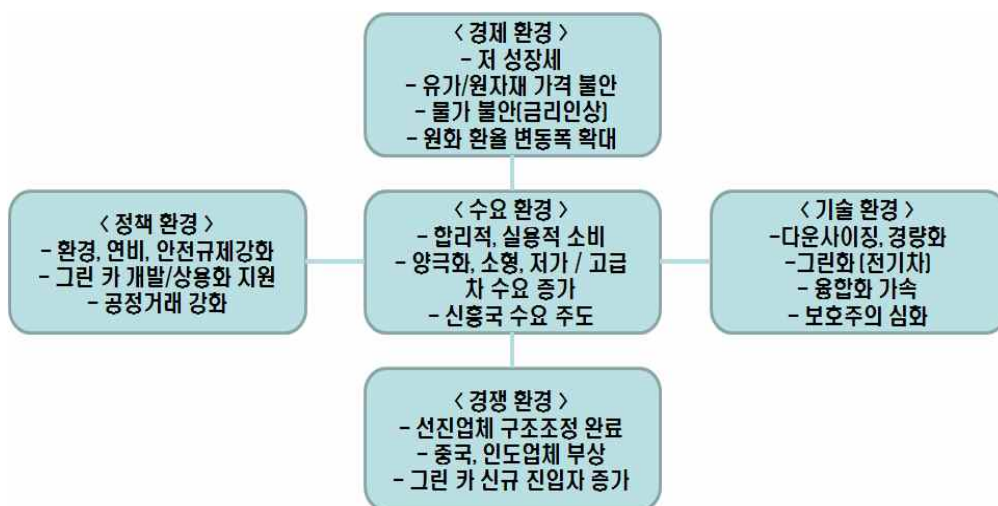 < 경제 환경 >
- 저 성장세
- 유가/원자재 가격 불안
- 물가 불안(금리인상)
- 원화 환율 변동폭 확대
< 정책 환경 >
- 환경, 연비, 안전규제강화
- 그린 카 개발/상용화 지원
- 공정거래 강화
< 수요 환경 >
- 합리적, 실용적 소비
- 양극화, 소형, 저가 / 고급
차 수요 증가
- 신흥국 수요 주도
< 기술 환경 >
-다운사이징, 경량화
-그린화 (전기차)
- 융합화 가속
- 보호주의 심화
< 경쟁 환경 >
- 선진업체 구조조정 완료
- 중국, 인도업체 부상
- 그린 카 신규 진입자 증가